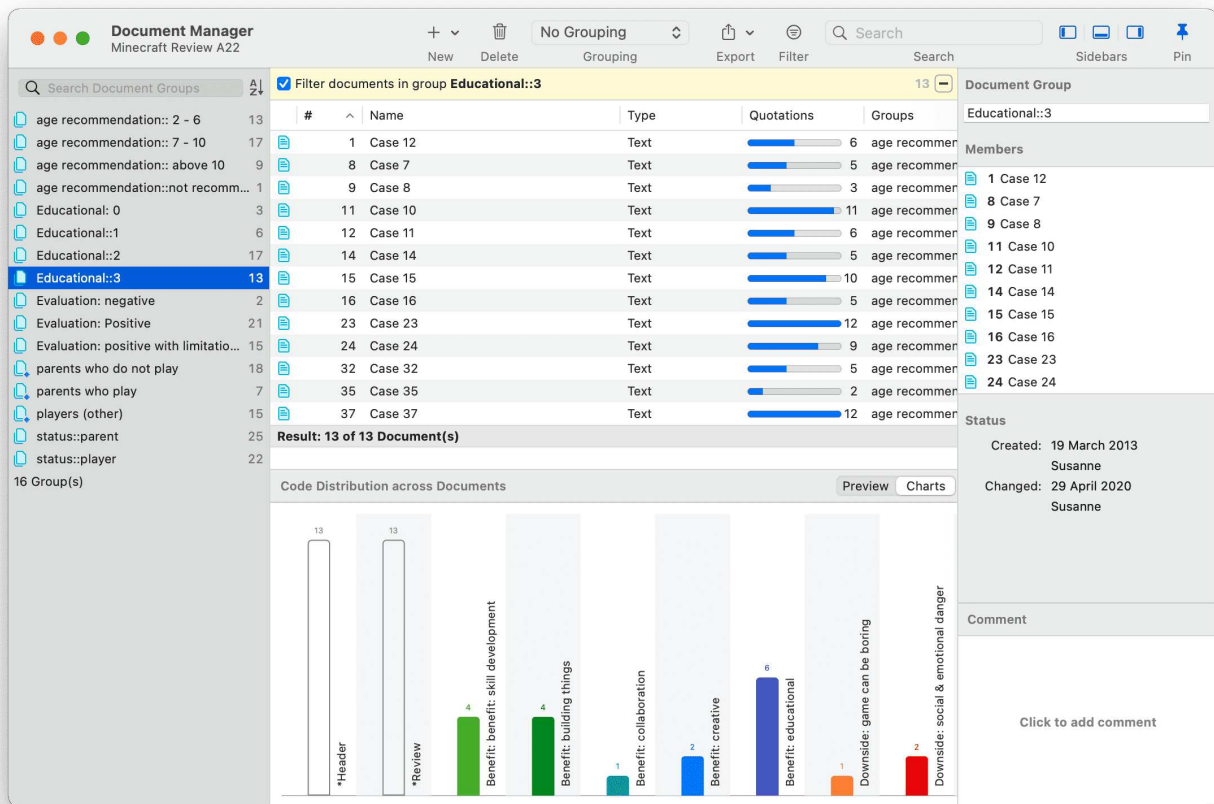 Document Manager
Minecraft Review A22
New
Delete
No Grouping
Grouping
Export
Filter
Search
Search
Sidebars
Pin
Search Document Groups
A
Z
age recommendation:: 2 - 6 13
age recommendation:: 7 - 10 17
age recommendation:: above 10 9
age recommendation::not recomm... 1
Educational: 0 3
Educational::1 6
Educational::2 17
Educational::3 13
Evaluation: negative 2
Evaluation: Positive 21
Evaluation: positive with limitatio... 15
parents who do not play 18
parents who play 7
players (other) 15
status::parent 25
status::player 22
16 Group(s)
Filter documents in group Educational::3 13
# Name Type Quotations Groups
1 Case 12 Text 6 age recommen
8 Case 7 Text 5 age recommen
9 Case 8 Text 3 age recommen
11 Case 10 Text 11 age recommen
12 Case 11 Text 6 age recommen
14 Case 14 Text 5 age recommen
15 Case 15 Text 10 age recommen
16 Case 16 Text 5 age recommen
23 Case 23 Text 12 age recommen
24 Case 24 Text 9 age recommen
32 Case 32 Text 5 age recommen
35 Case 35 Text 2 age recommen
37 Case 37 Text 12 age recommen
Result: 13 of 13 Document(s)
Code Distribution across Documents
Preview
Charts
13
*Header
13
*Review
4
Benefit: benefit: skill development
4
Benefit: building things
1
Benefit: collaboration
2
Benefit: creative
6
Benefit: educational
1
Downside: game can be boring
2
Downside: social & emotional danger
Document Group
Educational::3
Members
1 Case 12
8 Case 7
9 Case 8
11 Case 10
12 Case 11
14 Case 14
15 Case 15
16 Case 16
23 Case 23
24 Case 24
Status
Created: 19 March 2013
Susanne
Changed: 29 April 2020
Susanne
Comment
Click to add comment